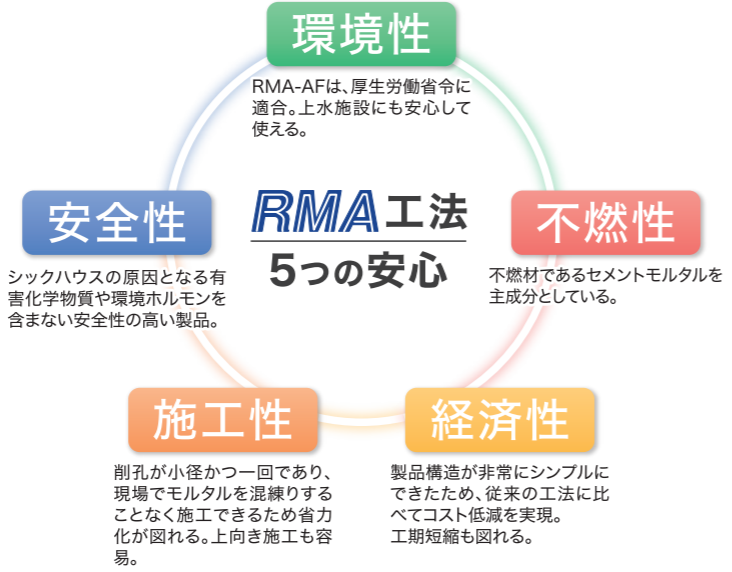 環境性
RMA-AFは、厚生労働省令に
適合。上水施設にも安心して
使える。
RMA工法
5つの安心
安全性
シックハウスの原因となる有
害化学物質や環境ホルモンを
含まない安全性の高い製品。
不燃性
不燃材であるセメントモルタルを
主成分としている。
施工性
削孔が小径かつ一回であり、
現場でモルタルを混練りする
ことなく施工できるため省力
化が図れる。上向き施工も容
易。
経済性
製品構造が非常にシンプルに
できたため、従来の工法に比
べてコスト低減を実現。
工期短縮も図れる。